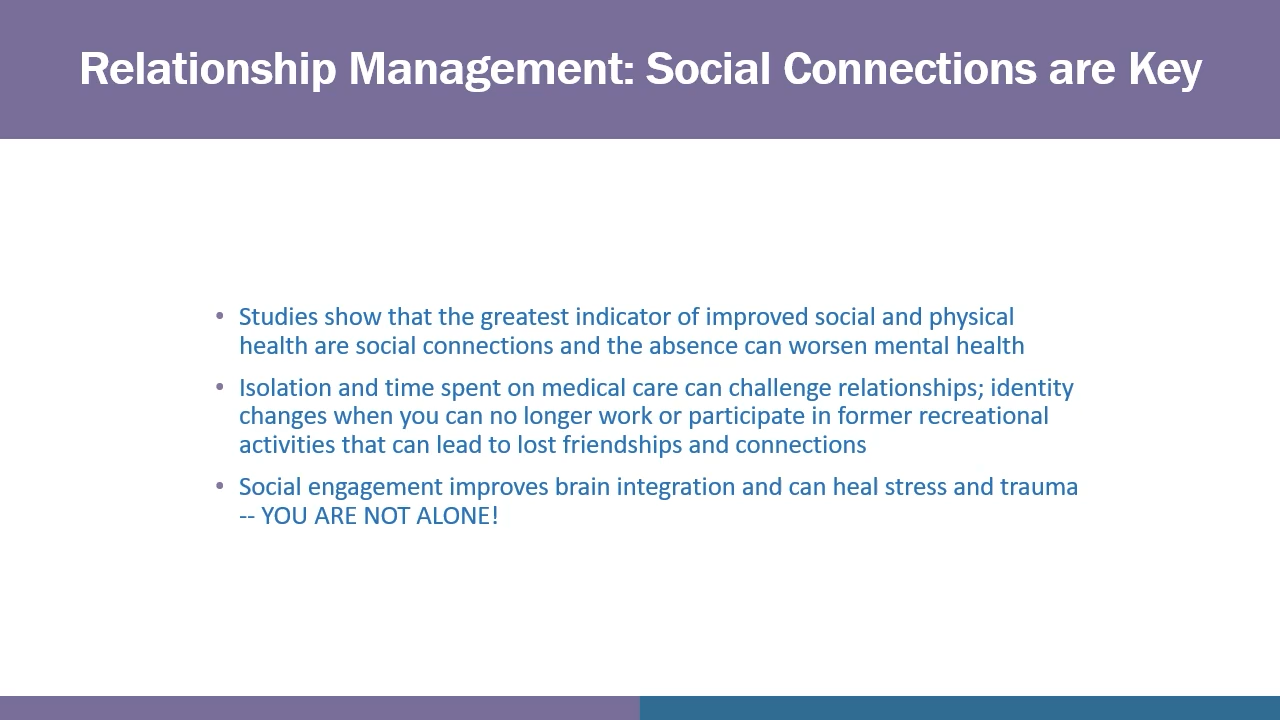 Relationship Management: Social Connections are Key
• Studies show that the greatest indicator of improved social and physical
health are social connections and the absence can worsen mental health
• Isolation and time spent on medical care can challenge relationships; identity
changes when you can no longer work or participate in former recreational
activities that can lead to lost friendships and connections
• Social engagement improves brain integration and can heal stress and trauma
-- YOU ARE NOT ALONE!